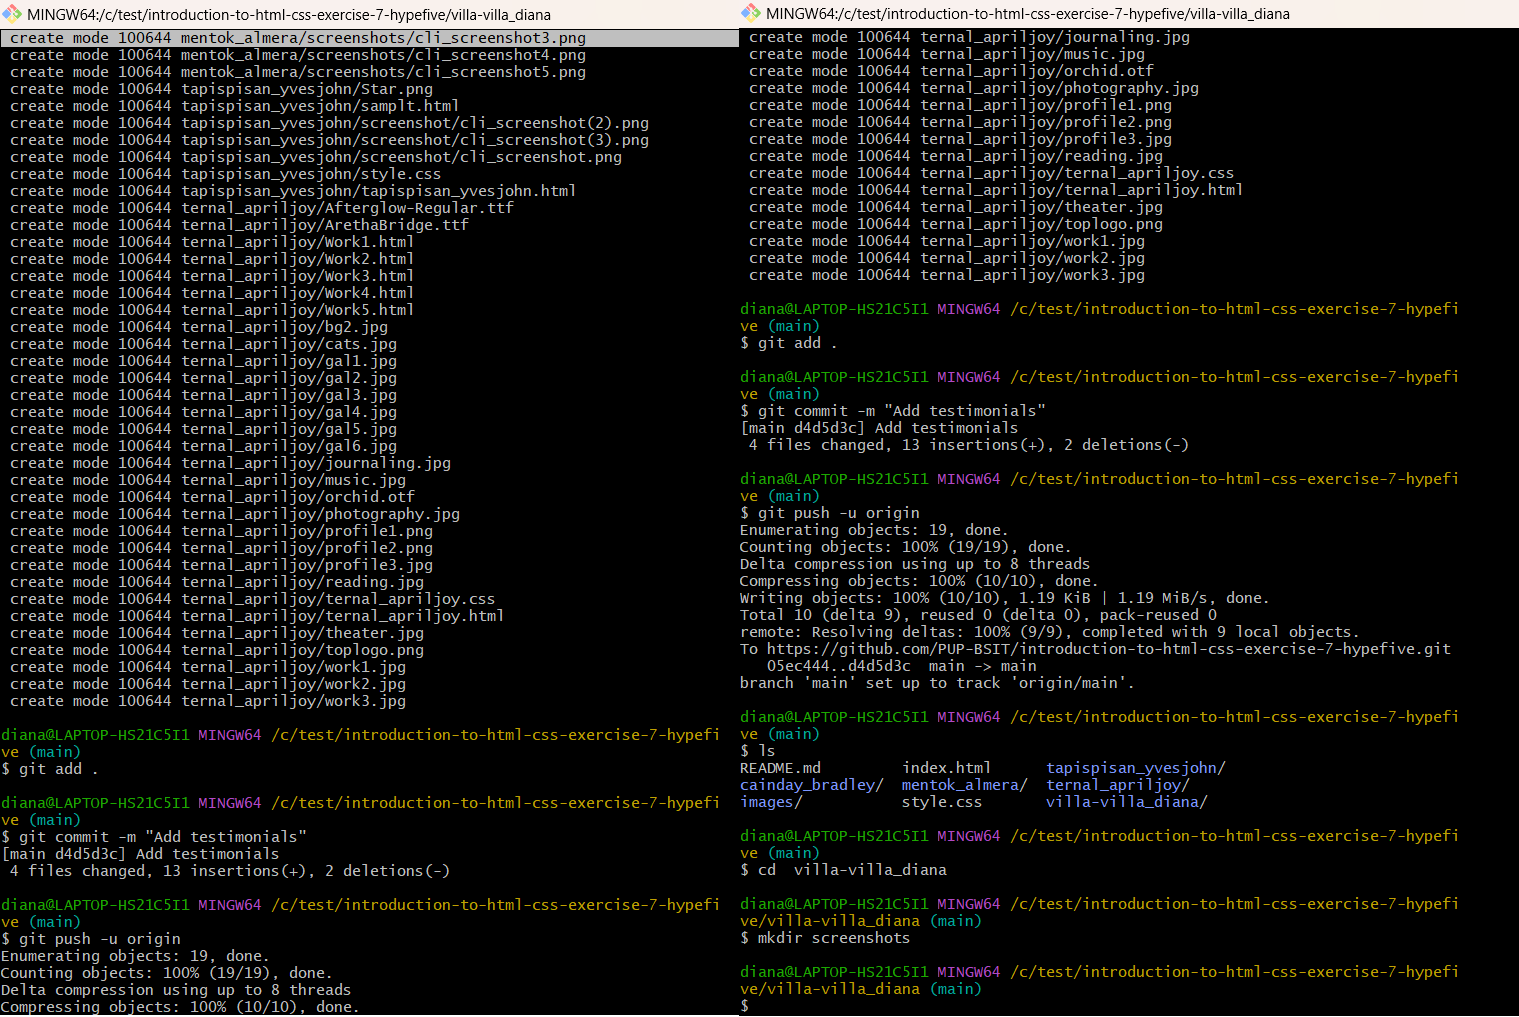 MINGW64:/c/test/introduction-to-html-css-exercise-7-hypefive/villa-villa_diana
create mode 100644 mentok_almera/screenshots/cli_screenshot3.png
create mode 100644 mentok_almera/screenshots/cli_screenshot4.png
create mode 100644 mentok_almera/screenshots/cli_screenshot5.png
create mode 100644 tapispisan_yvesjohn/Star.png
create mode 100644 tapispisan_yvesjohn/samplt.html
create mode 100644 tapispisan_yvesjohn/screenshot/cli_screenshot(2).png
create mode 100644 tapispisan_yvesjohn/screenshot/cli_screenshot(3).png
create mode 100644 tapispisan_yvesjohn/screenshot/cli_screenshot.png
create mode 100644 tapispisan_yvesjohn/style.css
create mode 100644 tapispisan_yvesjohn/tapispisan_yvesjohn.html
create mode 100644 ternal_apriljoy/Afterglow-Regular.ttf
create mode 100644 ternal_apriljoy/ArethaBridge.ttf
create mode 100644 ternal_apriljoy/Work1.html
create mode 100644 ternal_apriljoy/Work2.html
create mode 100644 ternal_apriljoy/Work3.html
create mode 100644 ternal_apriljoy/Work4.html
create mode 100644 ternal_apriljoy/Work5.html
create mode 100644 ternal_apriljoy/bg2.jpg
create mode 100644 ternal_apriljoy/cats.jpg
create mode 100644 ternal_apriljoy/gal1.jpg
create mode 100644 ternal_apriljoy/gal2.jpg
create mode 100644 ternal_apriljoy/gal3.jpg
create mode 100644 ternal_apriljoy/gal4.jpg
create mode 100644 ternal_apriljoy/gal5.jpg
create mode 100644 ternal_apriljoy/gal6.jpg
create mode 100644 ternal_apriljoy/journaling.jpg
create mode 100644 ternal_apriljoy/music.jpg
create mode 100644 ternal_apriljoy/orchid.otf
create mode 100644 ternal_apriljoy/photography.jpg
create mode 100644 ternal_apriljoy/profile1.png
create mode 100644 ternal_apriljoy/profile2.png
create mode 100644 ternal_apriljoy/profile3.jpg
create mode 100644 ternal_apriljoy/reading.jpg
create mode 100644 ternal_apriljoy/ternal_apriljoy.css
create mode 100644 ternal_apriljoy/ternal_apriljoy.html
create mode 100644 ternal_apriljoy/theater.jpg
create mode 100644 ternal_apriljoy/toplogo.png
create mode 100644 ternal_apriljoy/work1.jpg
create mode 100644 ternal_apriljoy/work2.jpg
create mode 100644 ternal_apriljoy/work3.jpg
diana@LAPTOP-HS21C5I1 MINGW64 /c/test/introduction-to-html-css-exercise-7-hypefi
ve (main)
$ git add .
diana@LAPTOP-HS21C5I1 MINGW64 /c/test/introduction-to-html-css-exercise-7-hypefi
ve (main)
$ git commit -m "Add testimonials"
[main d4d5d3c] Add testimonials
4 files changed, 13 insertions(+), 2 deletions(-)
diana@LAPTOP-HS21C5I1 MINGW64 /c/test/introduction-to-html-css-exercise-7-hypefi
ve (main)
$ git push -u origin
Enumerating objects: 19, done.
Counting objects: 100% (19/19), done.
Delta compression using up to 8 threads
Compressing objects: 100% (10/10), done.
MINGW64:/c/test/introduction-to-html-css-exercise-7-hypefive/villa-villa_diana
create mode 100644 ternal_apriljoy/journaling.jpg
create mode 100644 ternal_apriljoy/music.jpg
create mode 100644 ternal_apriljoy/orchid.otf
create mode 100644 ternal_apriljoy/photography.jpg
create mode 100644 ternal_apriljoy/profile1.png
create mode 100644 ternal_apriljoy/profile2.png
create mode 100644 ternal_apriljoy/profile3.jpg
create mode 100644 ternal_apriljoy/reading.jpg
create mode 100644 ternal_apriljoy/ternal_apriljoy.css
create mode 100644 ternal_apriljoy/ternal_apriljoy.html
create mode 100644 ternal_apriljoy/theater.jpg
create mode 100644 ternal_apriljoy/toplogo.png
create mode 100644 ternal_apriljoy/work1.jpg
create mode 100644 ternal_apriljoy/work2.jpg
create mode 100644 ternal_apriljoy/work3.jpg
diana@LAPTOP-HS21C5I1 MINGW64 /c/test/introduction-to-html-css-exercise-7-hypefi
ve (main)
$ git add .
diana@LAPTOP-HS21C5I1 MINGW64 /c/test/introduction-to-html-css-exercise-7-hypefi
ve (main)
$ git commit -m "Add testimonials"
[main d4d5d3c] Add testimonials
4 files changed, 13 insertions(+), 2 deletions(-)
diana@LAPTOP-HS21C5I1 MINGW64 /c/test/introduction-to-html-css-exercise-7-hypefi
ve (main)
$ git push -u origin
Enumerating objects: 19, done.
Counting objects: 100% (19/19), done.
Delta compression using up to 8 threads
Compressing objects: 100% (10/10), done.
Writing objects: 100% (10/10), 1.19 KiB | 1.19 MiB/s, done.
Total 10 (delta 9), reused 0 (delta 0), pack-reused 0
remote: Resolving deltas: 100% (9/9), completed with 9 local objects.
To https://github.com/PUP-BSIT/introduction-to-html-css-exercise-7-hypefive.git
05ec444..d4d5d3c  main -> main
branch 'main' set up to track 'origin/main'.
diana@LAPTOP-HS21C5I1 MINGW64 /c/test/introduction-to-html-css-exercise-7-hypefi
ve (main)
$ ls
README.md         index.html      tapispisan_yvesjohn/
cainday_bradley/  mentok_almera/  ternal_apriljoy/
images/           style.css       villa-villa_diana/
diana@LAPTOP-HS21C5I1 MINGW64 /c/test/introduction-to-html-css-exercise-7-hypefi
ve (main)
$ cd  villa-villa_diana
diana@LAPTOP-HS21C5I1 MINGW64 /c/test/introduction-to-html-css-exercise-7-hypefi
ve/villa-villa_diana (main)
$ mkdir screenshots
diana@LAPTOP-HS21C5I1 MINGW64 /c/test/introduction-to-html-css-exercise-7-hypefi
ve/villa-villa_diana (main)
$